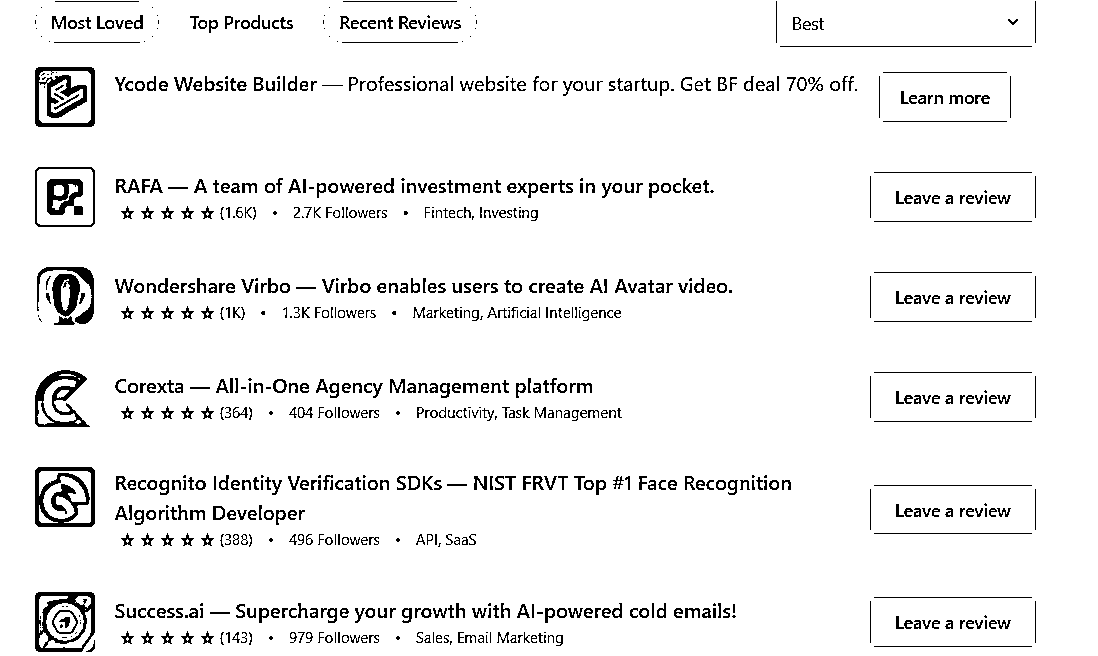 Most Loved Top Products Recent Reviews Best
Ycode Website Builder — Professional website for your startup. Get BF deal 70% off. Learn more
RAFA — A team of AI-powered investment experts in your pocket.
(1.6K) • 2.7K Followers • Fintech, Investing
Leave a review
Wondershare Virbo — Virbo enables users to create AI Avatar video.
(1K) • 1.3K Followers • Marketing, Artificial Intelligence
Leave a review
Corexta — All-in-One Agency Management platform
(364) • 404 Followers • Productivity, Task Management
Leave a review
Recognito Identity Verification SDKs — NIST FRVT Top #1 Face Recognition
Algorithm Developer
(388) • 496 Followers • API, SaaS
Leave a review
Success.ai — Supercharge your growth with AI-powered cold emails!
(143) • 979 Followers • Sales, Email Marketing
Leave a review